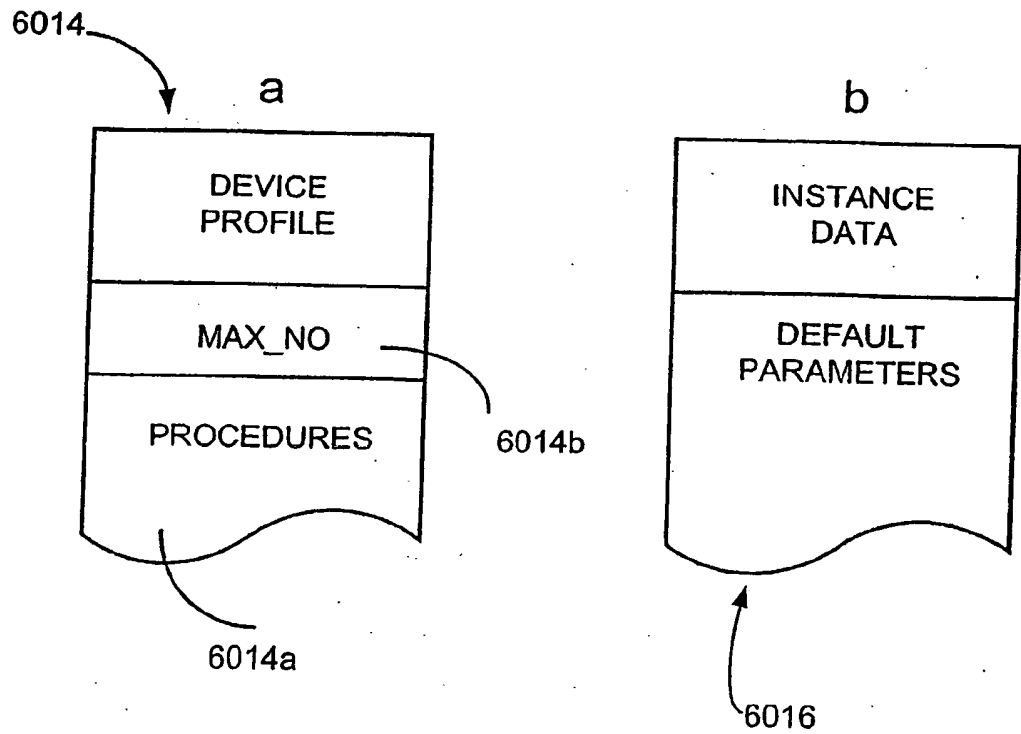 6014
a
b
DEVICE
PROFILE
MAX_NO
PROCEDURES
6014b
6014a
INSTANCE
DATA
DEFAULT
PARAMETERS
6016